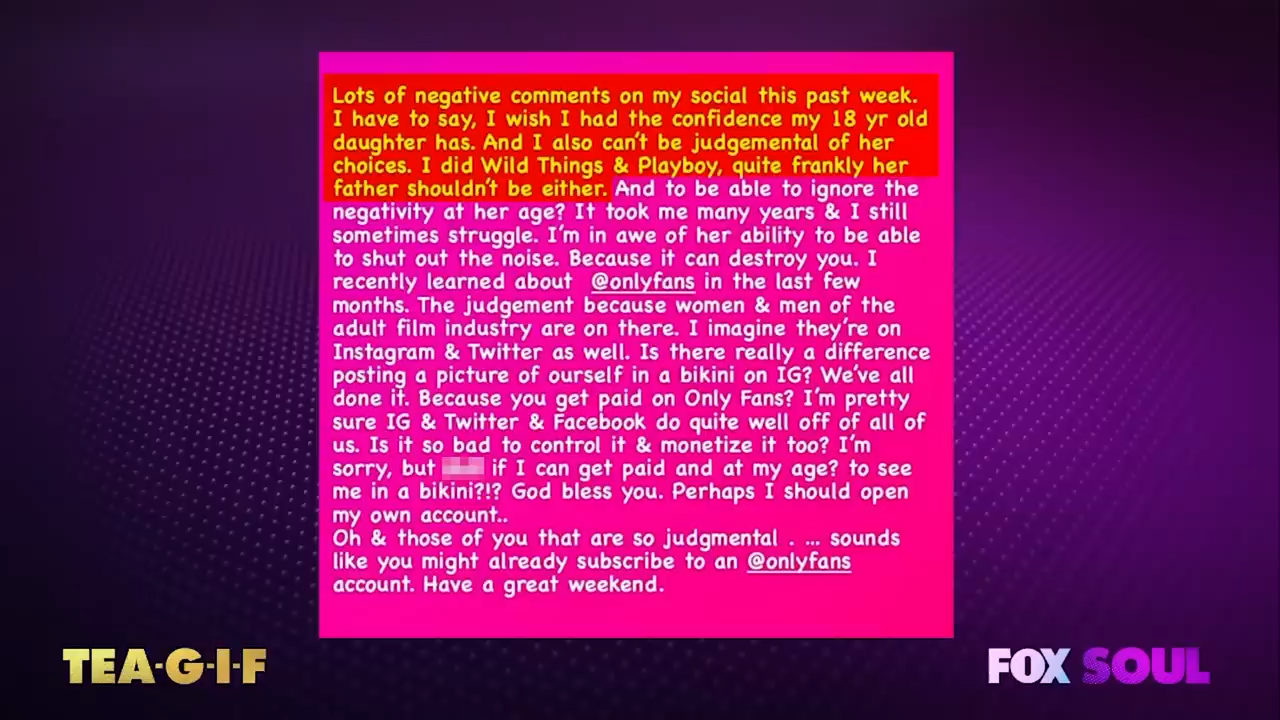 Lots of negative comments on my social this past week.
I have to say, I wish I had the confidence my 18 yr old
daughter has. And I also can't be judgemental of her
choices. I did Wild Things & Playboy, quite frankly her
father shouldn't be either. And to be able to ignore the
negativity at her age? It took me many years & I still
sometimes struggle. I'm in awe of her ability to be able
to shut out the noise. Because it can destroy you. I
recently learned about @onlyfans in the last few
months. The judgement because women & men of the
adult film industry are on there. I imagine they're on
Instagram & Twitter as well. Is there really a difference
posting a picture of ourself in a bikini on IG? We've all
done it. Because you get paid on Only Fans? I'm pretty
sure IG & Twitter & Facebook do quite well off of all of
us. Is it so bad to control it & monetize it too? I'm
sorry, but if I can get paid and at my age? to see
me in a bikini?!? God bless you. Perhaps I should open
my own account..
Oh & those of you that are so judgmental . ... sounds
like you might already subscribe to an @onlyfans
account. Have a great weekend.
TEA-G-I-F
FOX SOUL